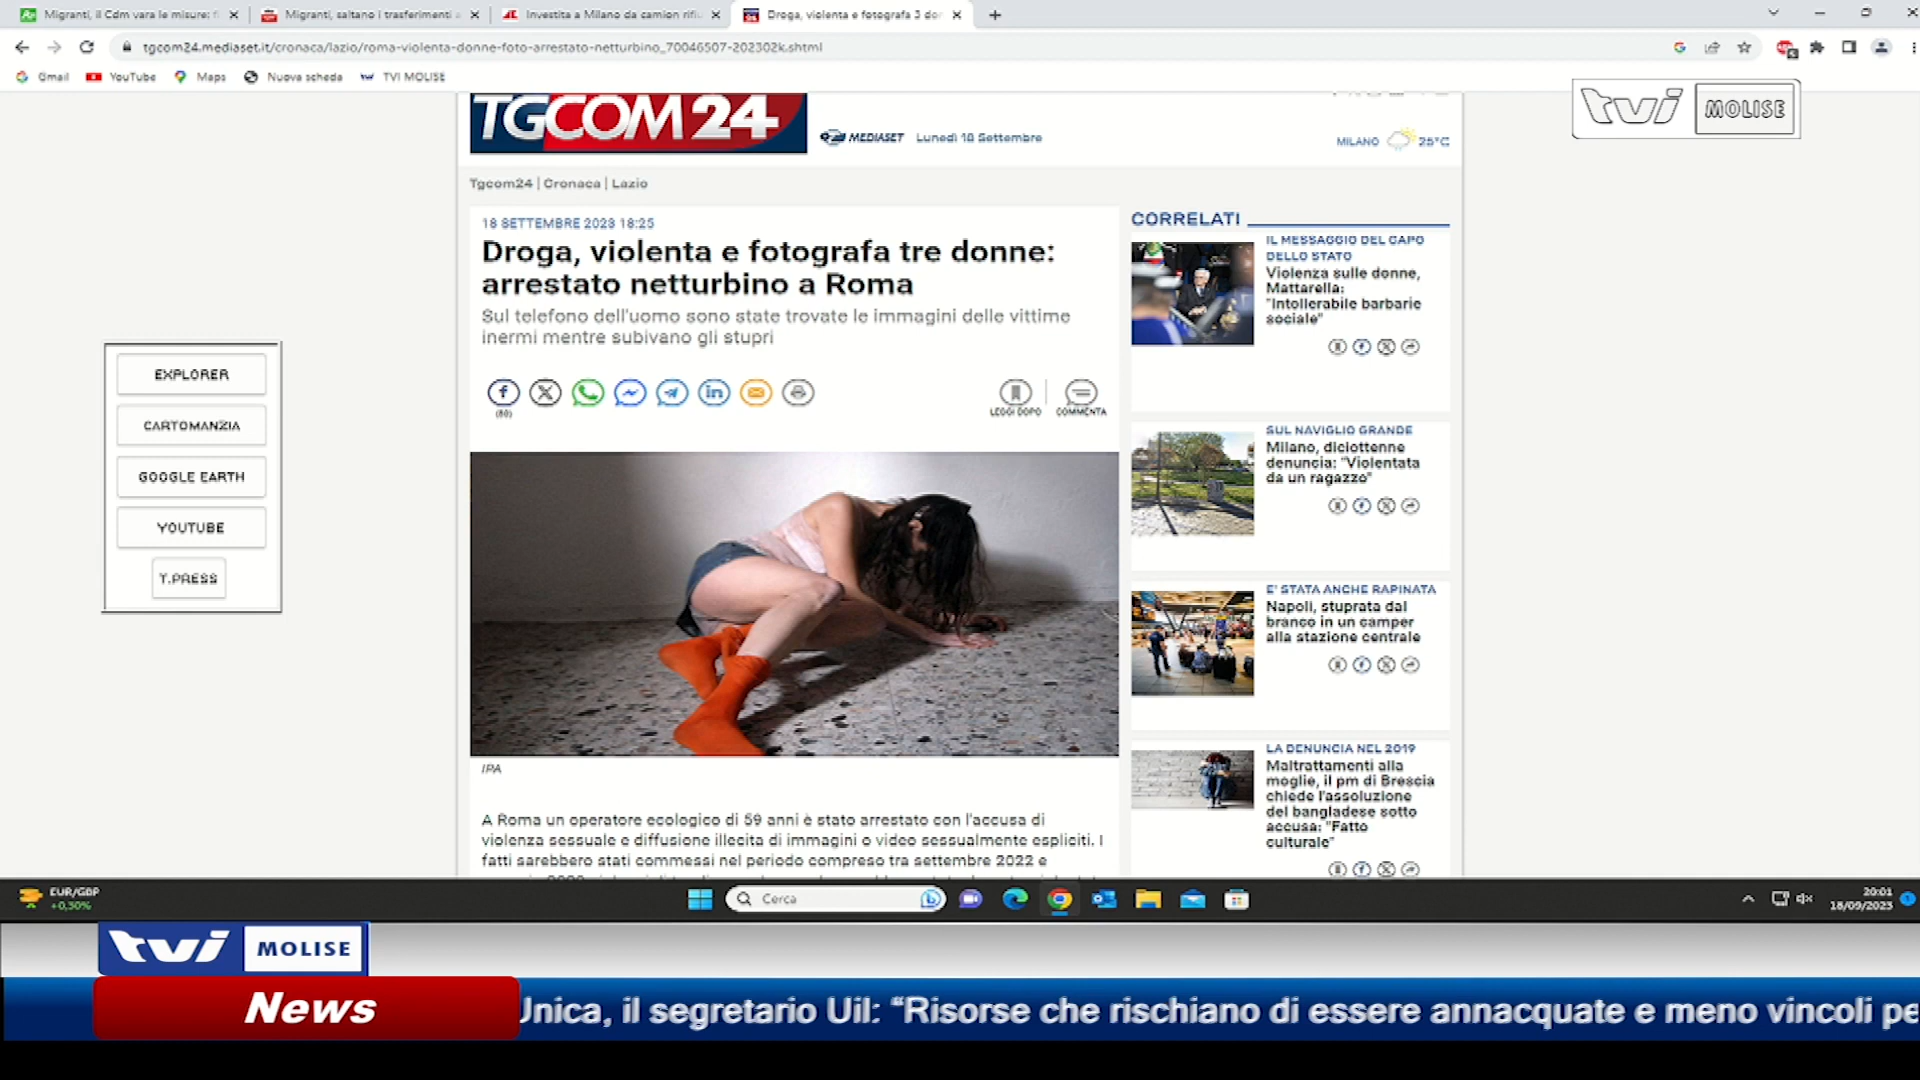 Migranti, il Cdm vara le misure: f
Migranti, saltano i trasferimenti a
Investita a Milano da camion rifiu
Droga, violenta e fotografa 3 don
tgcom24.mediaset.it/cronaca/lazio/roma-violenta-donne-foto-arrestato-netturbino_70046507-202302k.shtml
Gmail YouTube Maps Nuova scheda TVI MOLISE
tvi MOLISE
TGCOM24
MEDIASET Lunedì 18 Settembre
MILANO 25°C
Tgcom24 | Cronaca | Lazio
18 SETTEMBRE 2023 18:25
Droga, violenta e fotografa tre donne:
arrestato netturbino a Roma
Sul telefono dell'uomo sono state trovate le immagini delle vittime
inermi mentre subivano gli stupri
(80)
LEGGI DOPO COMMENTA
IPA
A Roma un operatore ecologico di 59 anni è stato arrestato con l'accusa di
violenza sessuale e diffusione illecita di immagini o video sessualmente espliciti. I
fatti sarebbero stati commessi nel periodo compreso tra settembre 2022 e
CORRELATI
IL MESSAGGIO DEL CAPO
DELLO STATO
Violenza sulle donne,
Mattarella:
"Intollerabile barbarie
sociale"
SUL NAVIGLIO GRANDE
Milano, diciottenne
denuncia: "Violentata
da un ragazzo"
E' STATA ANCHE RAPINATA
Napoli, stuprata dal
branco in un camper
alla stazione centrale
LA DENUNCIA NEL 2019
Maltrattamenti alla
moglie, il pm di Brescia
chiede l'assoluzione
del bangladese sotto
accusa: "Fatto
culturale"
EXPLORER
CARTOMANZIA
GOOGLE EARTH
YOUTUBE
T.PRESS
EUR/GBP
+0,30%
Cerca
20:01
18/09/2023
tvi MOLISE
News
Unica, il segretario Uil: “Risorse che rischiano di essere annacquate e meno vincoli pe